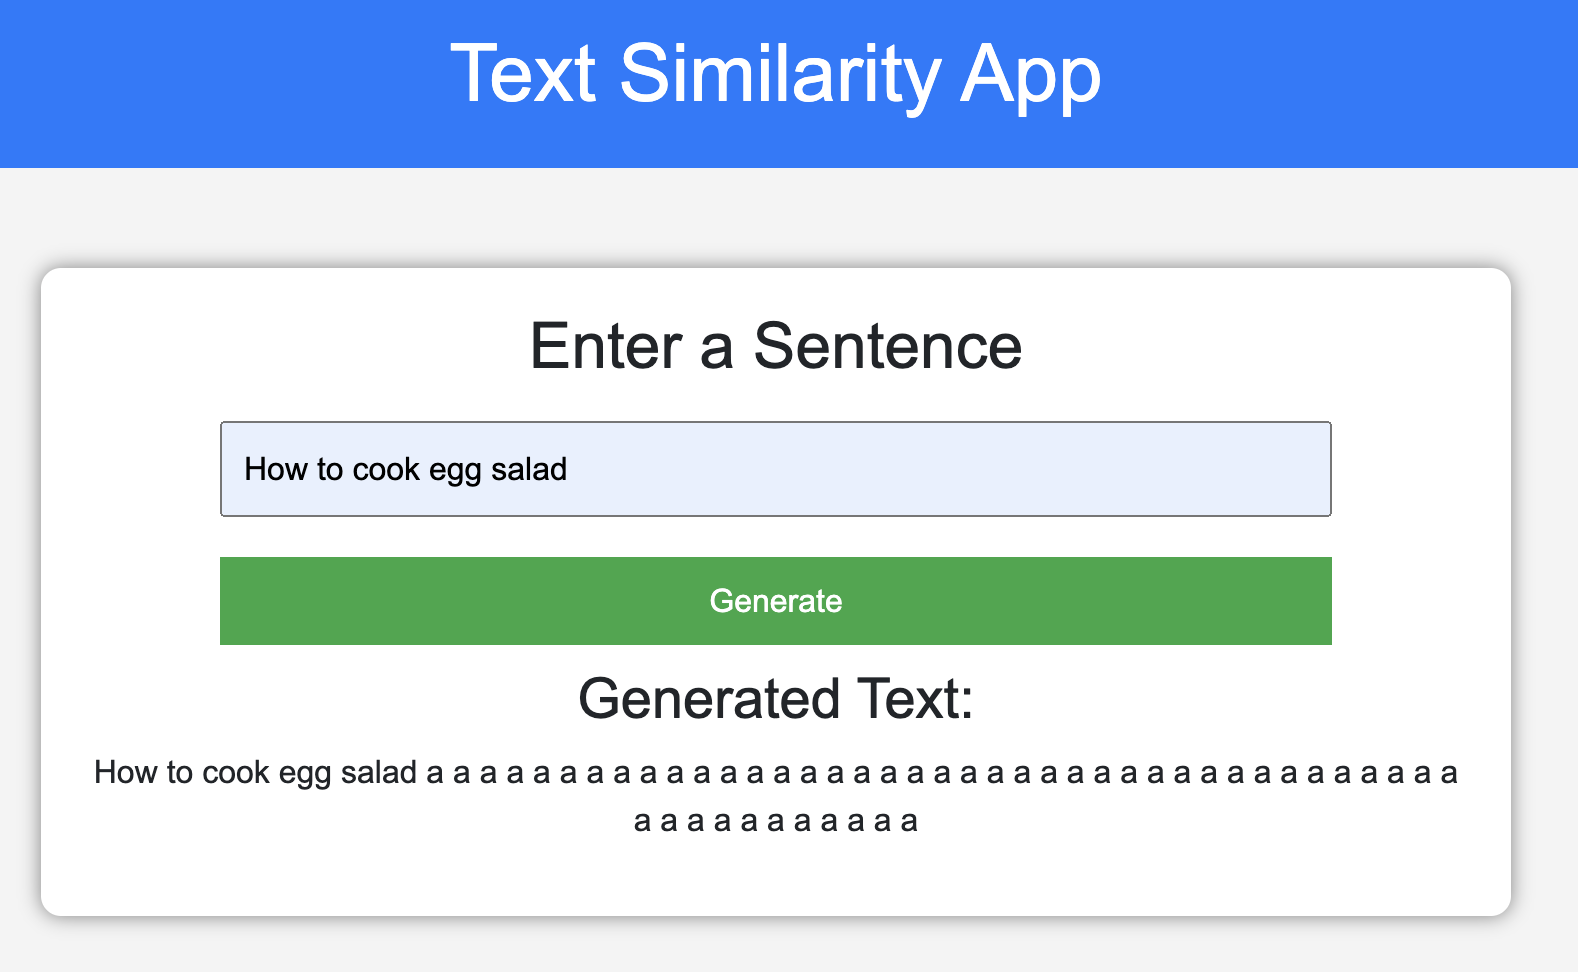 Text Similarity App
Enter a Sentence
How to cook egg salad
Generate
Generated Text:
How to cook egg salad a a a a a a a a a a a a a a a a a a a a a a a a a a a a a a a a a a a a a a a
a a a a a a a a a a a